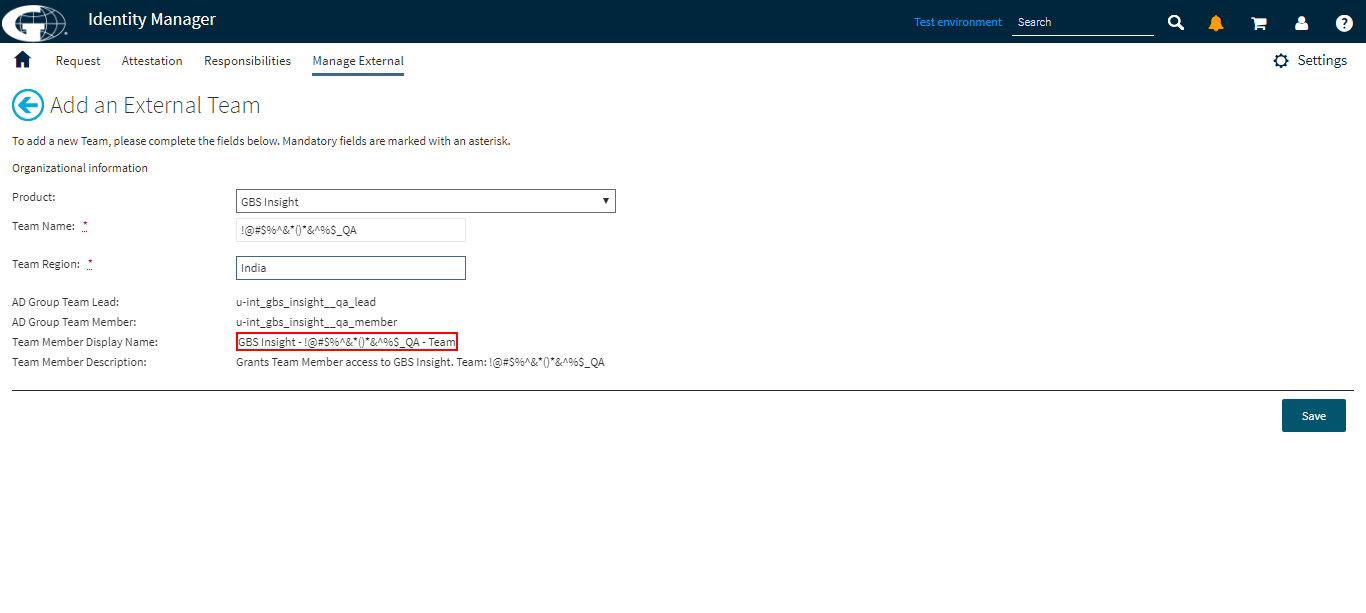 Identity Manager
Test environment
Search
Request
Attestation
Responsibilities
Manage External
Settings
Add an External Team
To add a new Team, please complete the fields below. Mandatory fields are marked with an asterisk.
Organizational information
Product: GBS Insight
Team Name: * !@#$%^&*()*&^%$_QA
Team Region: * India
AD Group Team Lead: u-int_gbs_insight__qa_lead
AD Group Team Member: u-int_gbs_insight__qa_member
Team Member Display Name: GBS Insight - !@#$%^&*()*&^%$_QA - Team
Team Member Description: Grants Team Member access to GBS Insight. Team: !@#$%^&*()*&^%$_QA
Save